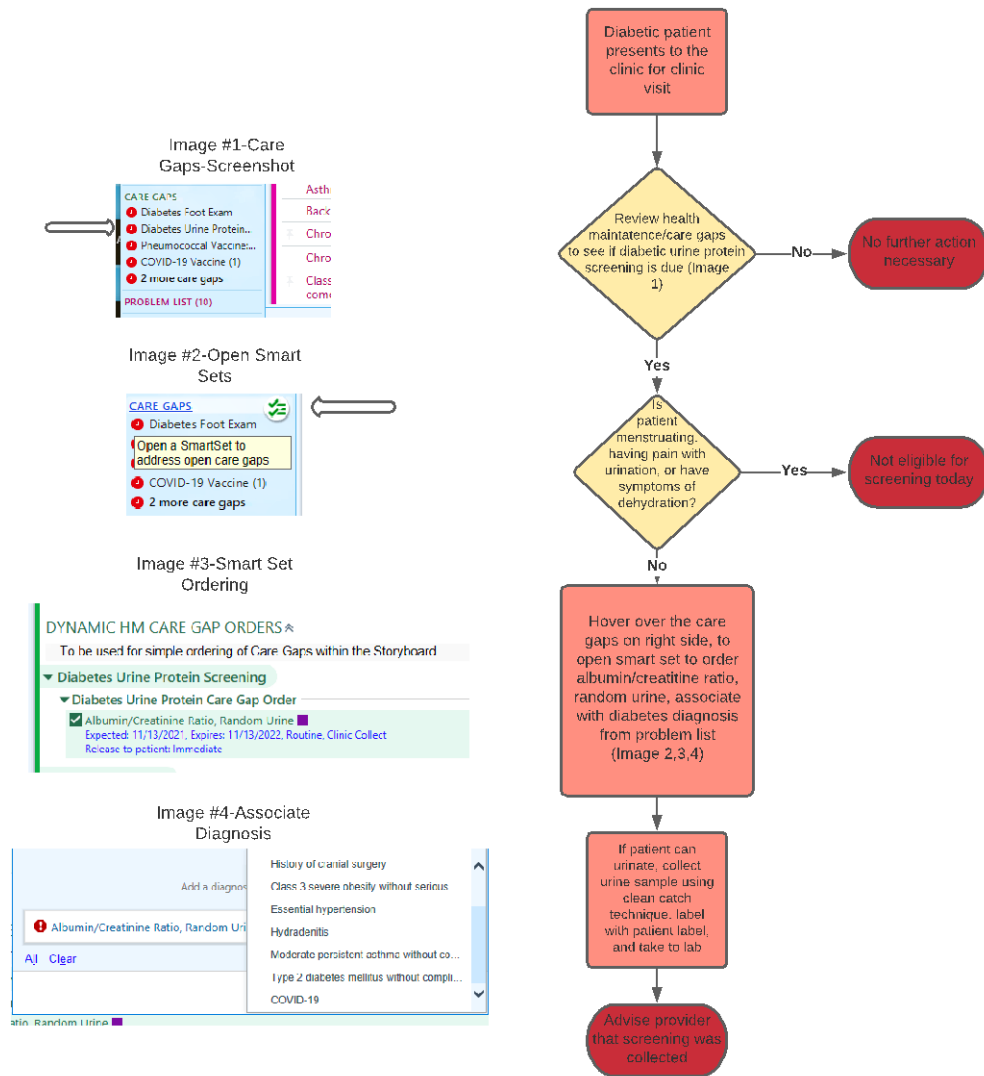 Diabetic patient
presents to the
clinic for clinic
visit
Image #1-Care
Gaps-Screenshot
CARE GAPS
Diabetes Foot Exam
Diabetes Urine Protein...
Pneumococcal Vaccine:...
COVID-19 Vaccine (1)
2 more care gaps
PROBLEM LIST (10)
Asth
Back
Chro
Chro
Class
come
Review health
maintatence/care gaps
to see if diabetic urine protein
screening is due (Image
1)
No
No further action
necessary
Yes
Image #2-Open Smart
Sets
CARE GAPS
Diabetes Foot Exam
Open a SmartSet to
address open care gaps
COVID-19 Vaccine (1)
2 more care gaps
Is
patient
menstruating.
having pain with
urination, or have
symptoms of
dehydration?
Yes
Not eligible for
screening today
No
Image #3-Smart Set
Ordering
DYNAMIC HM CARE GAP ORDERS
To be used for simple ordering of Care Gaps within the Storyboard
Diabetes Urine Protein Screening
Diabetes Urine Protein Care Gap Order
Albumin/Creatinine Ratio, Random Urine
Expected: 11/13/2021, Expires: 11/13/2022, Routine, Clinic Collect
Release to patient: Immediate
Hover over the care
gaps on right side, to
open smart set to order
albumin/creatitine ratio,
random urine, associate
with diabetes diagnosis
from problem list
(Image 2,3,4)
Image #4-Associate
Diagnosis
Add a diagnos
Albumin/Creatinine Ratio, Random Uri
All Clear
History of cranial surgery
Class 3 severe obesity without serious
Essential hypertension
Hydradenitis
Moderate persistent asthma without co...
Type 2 diabetes mellitus without compli...
COVID-19
atio, Random Urine
If patient can
urinate, collect
urine sample using
clean catch
technique. label
with patient label,
and take to lab
Advise provider
that screening was
collected